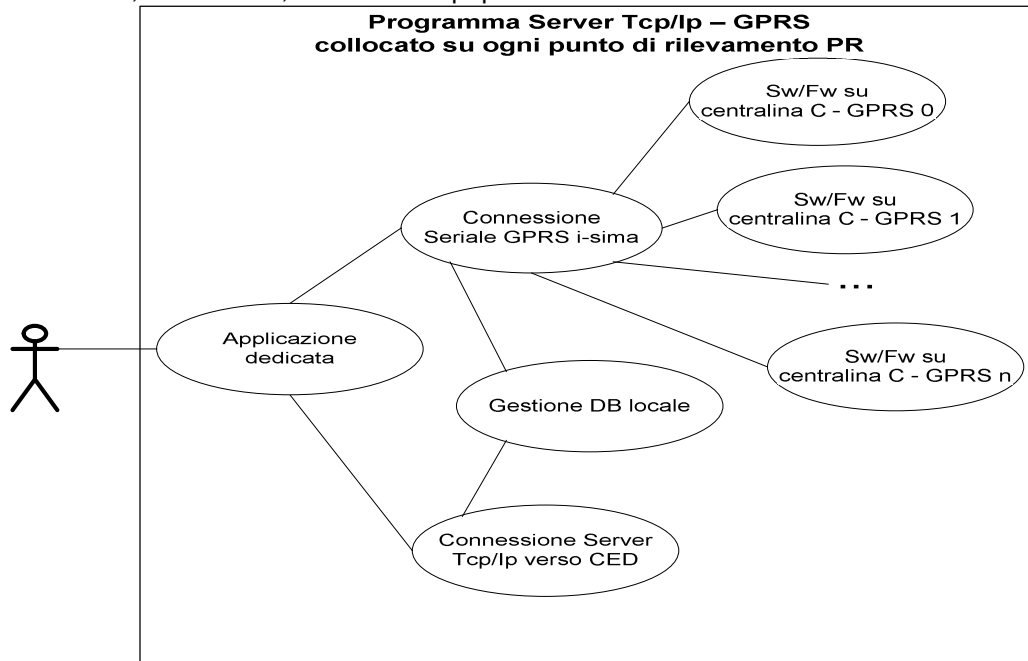 Programma Server Tcp/Ip – GPRS
collocato su ogni punto di rilevamento PR
Sw/Fw su
centralina C - GPRS 0
Sw/Fw su
centralina C - GPRS 1
Connessione
Seriale GPRS i-sima
...
Applicazione
dedicata
Sw/Fw su
centralina C - GPRS n
Gestione DB locale
Connessione Server
Tcp/Ip verso CED